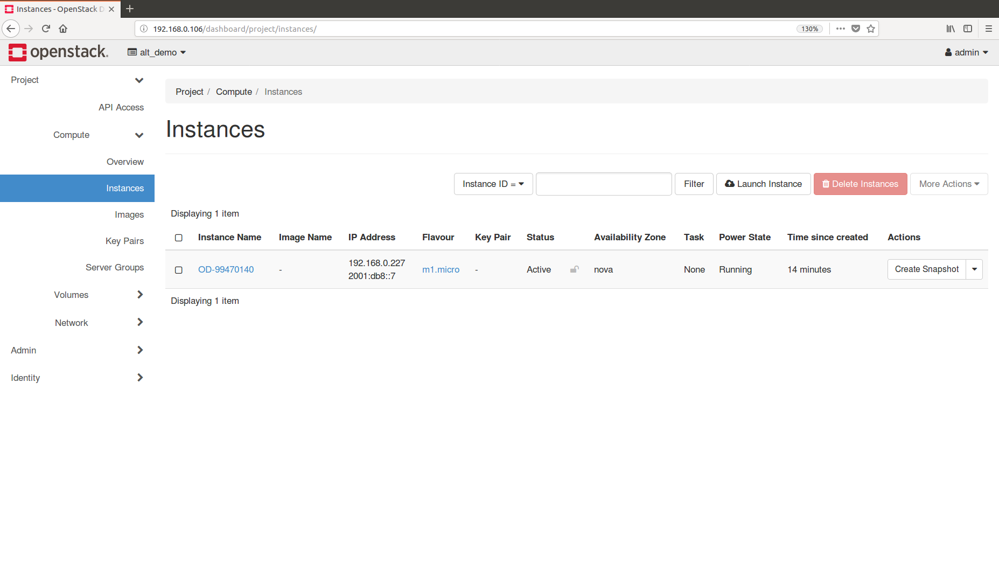 Instances - OpenStack D
192.168.0.106/dashboard/project/instances/
130%
openstack.
alt_demo
admin
Project
API Access
Compute
Overview
Instances
Images
Key Pairs
Server Groups
Volumes
Network
Admin
Identity
Project / Compute / Instances
Instances
Instance ID =
Filter
Launch Instance
Delete Instances
More Actions
Displaying 1 item
Instance Name Image Name IP Address Flavour Key Pair Status Availability Zone Task Power State Time since created Actions
OD-99470140 - 192.168.0.227 2001:db8::7 m1.micro - Active nova None Running 14 minutes Create Snapshot
Displaying 1 item